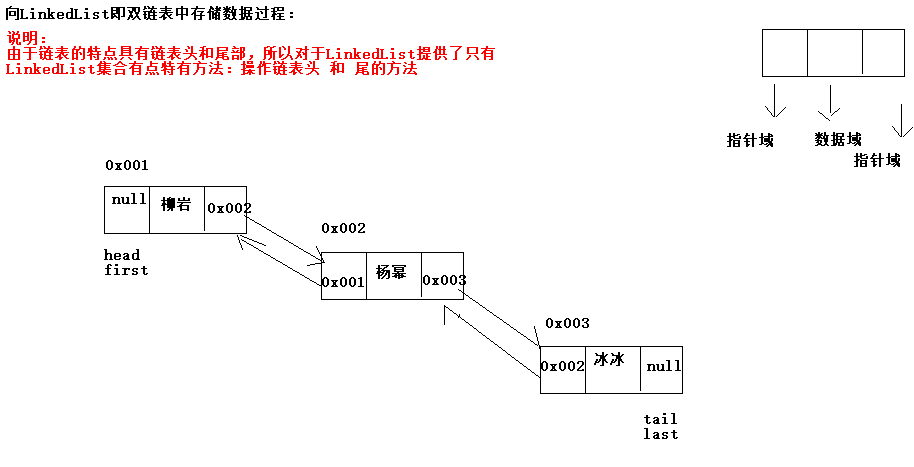 向LinkedList即双链表中存储数据过程:
说明:
由于链表的特点具有链表头和尾部,所以对于LinkedList提供了只有
LinkedList集合有点特有方法:操作链表头 和 尾的方法
指针域
数据域
指针域
0x001
null
柳岩
0x002
head
first
0x002
0x001
杨幂
0x003
0x003
0x002
冰冰
null
tail
last